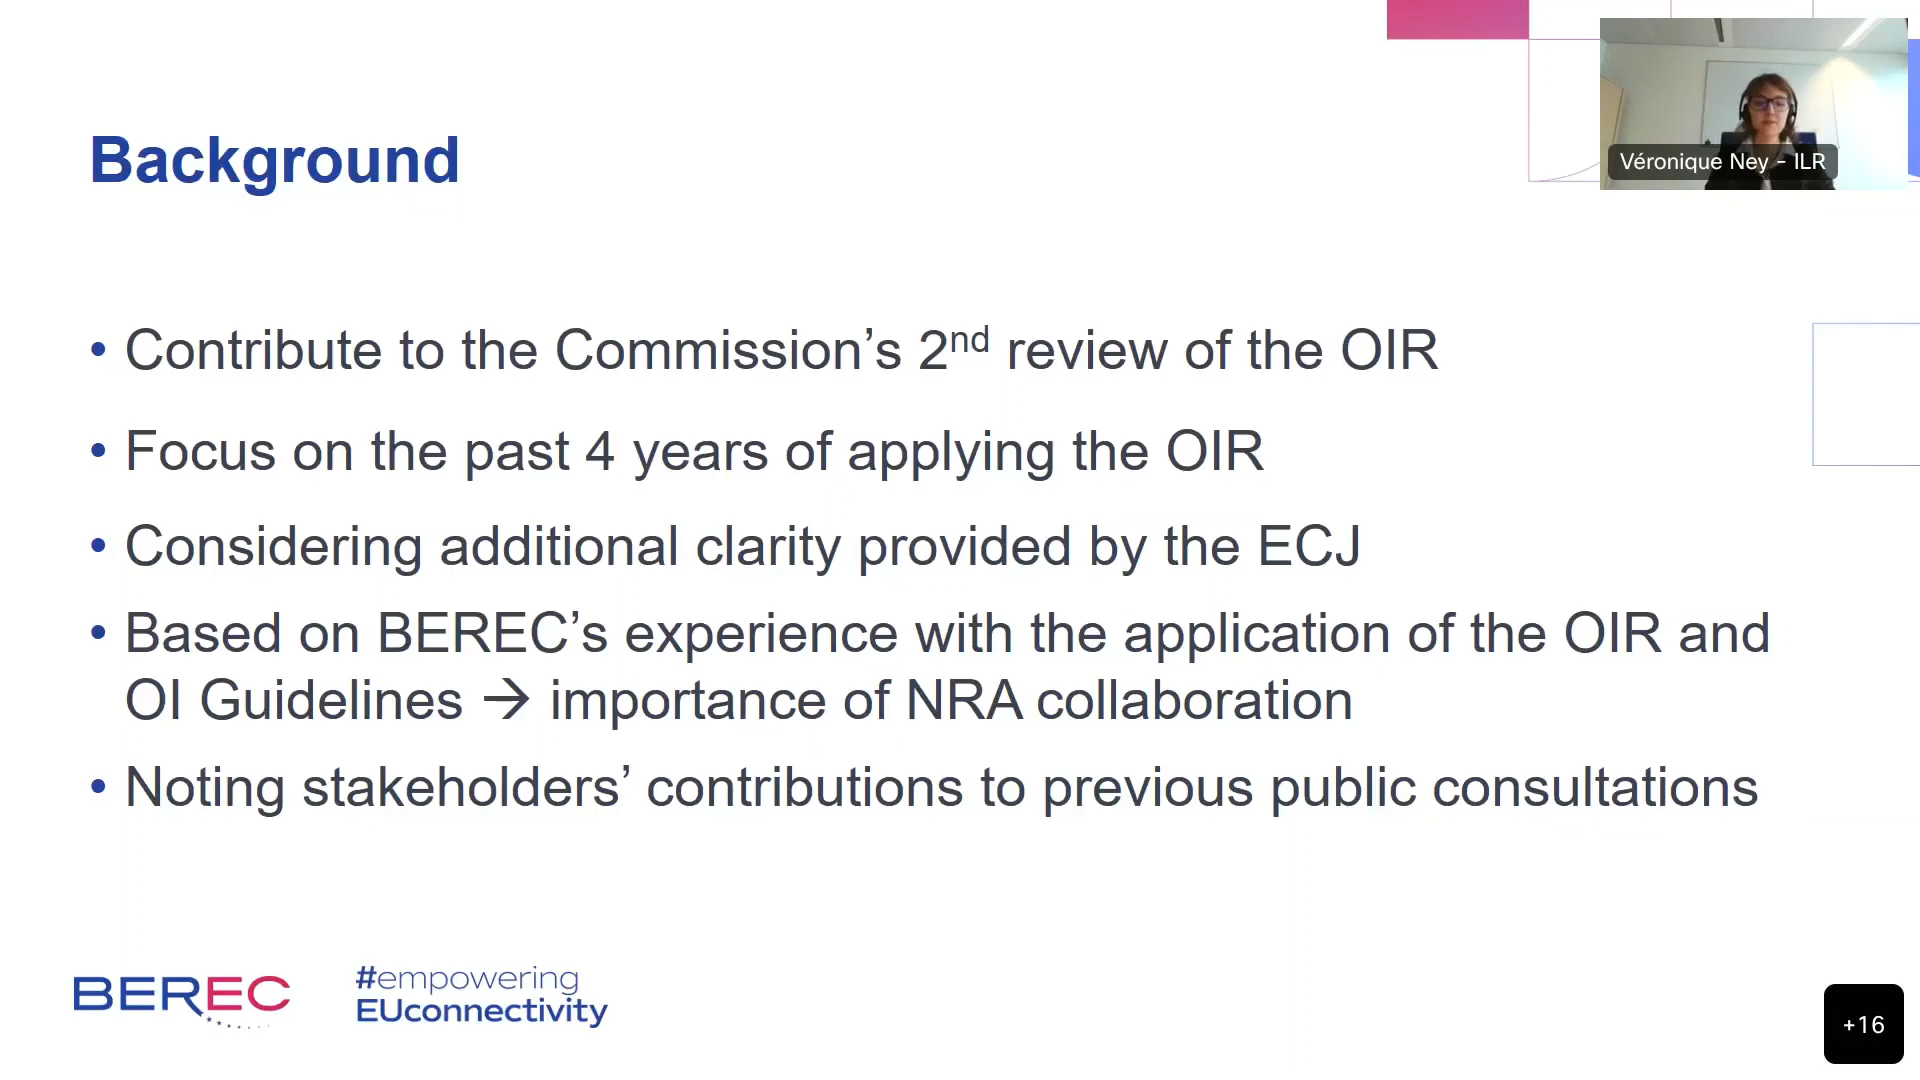 Véronique Ney - ILR
Background
• Contribute to the Commission’s 2nd review of the OIR
• Focus on the past 4 years of applying the OIR
• Considering additional clarity provided by the ECJ
• Based on BEREC’s experience with the application of the OIR and
OI Guidelines → importance of NRA collaboration
• Noting stakeholders’ contributions to previous public consultations
BEREC
#empowering
EUconnectivity
+16